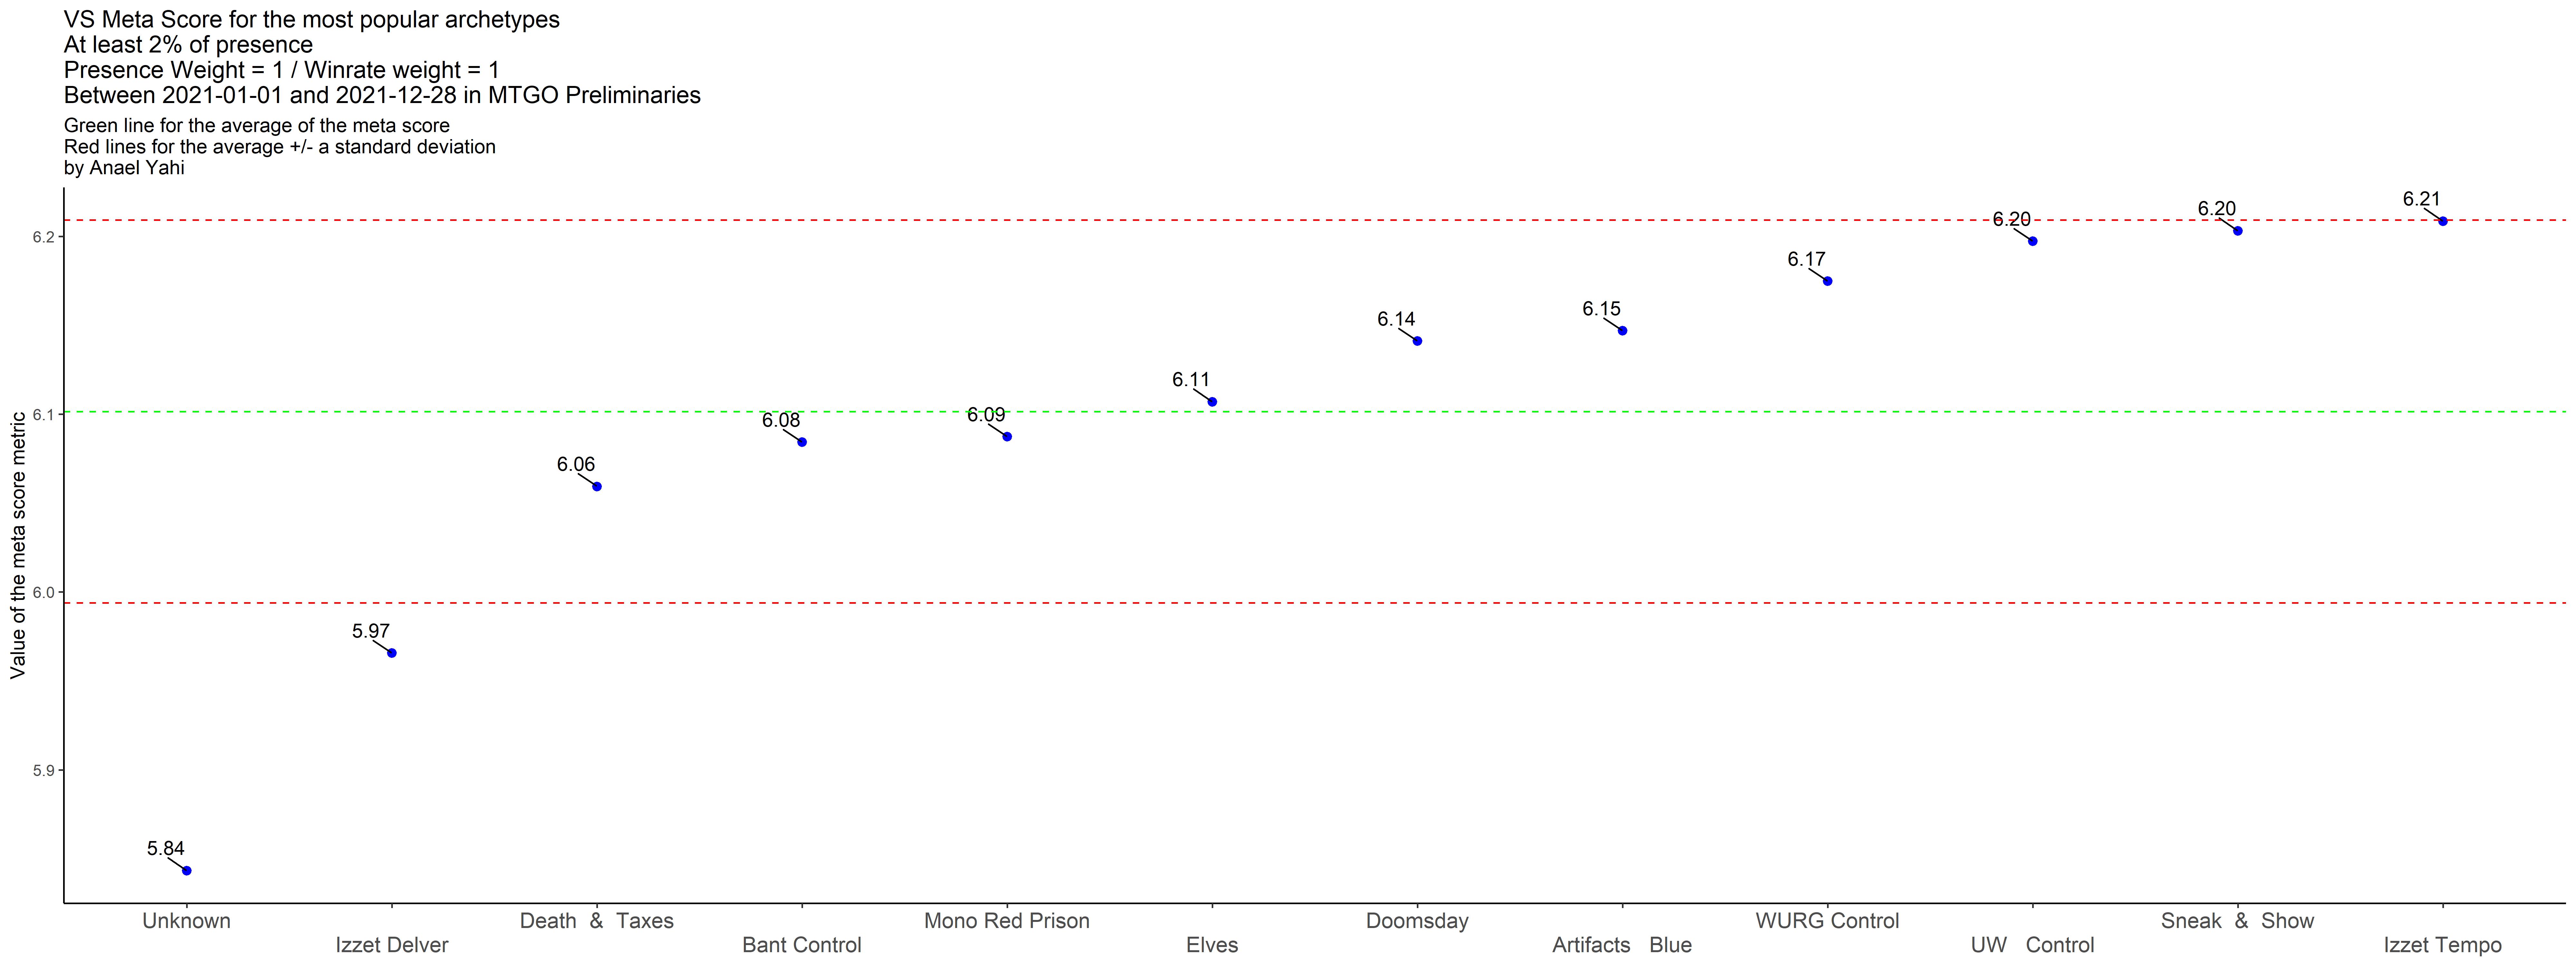 VS Meta Score for the most popular archetypes
At least 2% of presence
Presence Weight = 1 / Winrate weight = 1
Between 2021-01-01 and 2021-12-28 in MTGO Preliminaries
Green line for the average of the meta score
Red lines for the average +/- a standard deviation
by Anael Yahi
Value of the meta score metric
6.2
6.1
6.0
5.9
5.84
5.97
6.06
6.08
6.09
6.11
6.14
6.15
6.17
6.20
6.20
6.21
Unknown
Izzet Delver
Death & Taxes
Bant Control
Mono Red Prison
Elves
Doomsday
Artifacts Blue
WURG Control
UW Control
Sneak & Show
Izzet Tempo